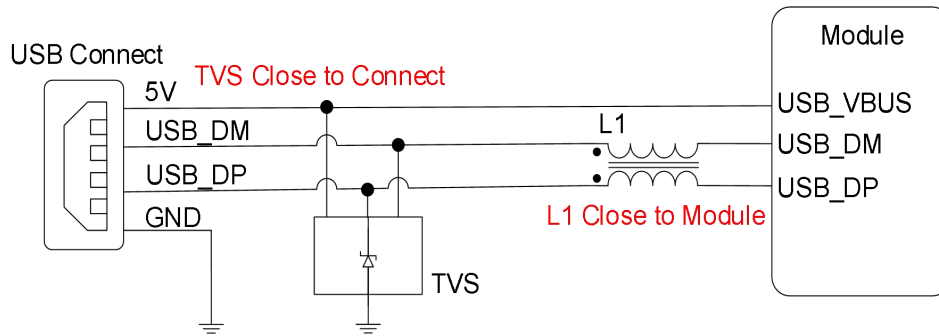 Module
USB Connect
TVS Close to Connect
5V
USB_VBUS
USB_DM
L1
USB_DM
USB_DP
USB_DP
L1 Close to Module
GND
TVS